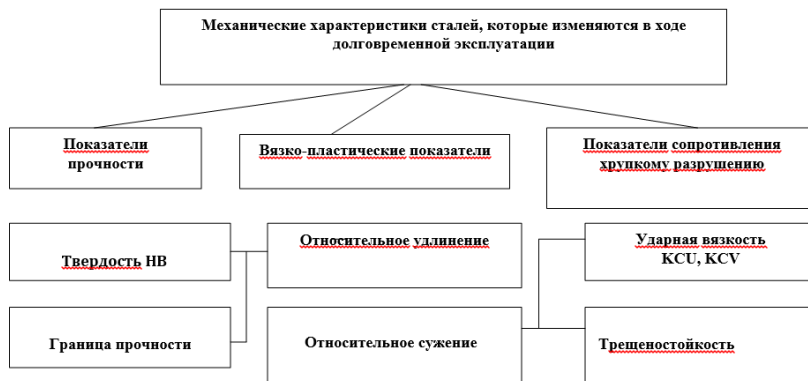 Механические характеристики сталей, которые изменяются в ходе
долговременной эксплуатации
Показатели
прочности
Вязко-пластические показатели
Показатели сопротивления
хрупкому разрушению
Твердость НВ
Относительное удлинение
Ударная вязкость
KCU, KCV
Граница прочности
Относительное сужение
Трещеностойкость